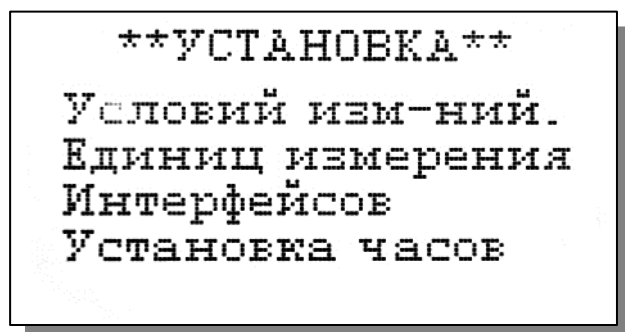 **УСТАНОВКА**
Условий изм-ний.
Единиц измерения
Интерфейсов
Установка часов